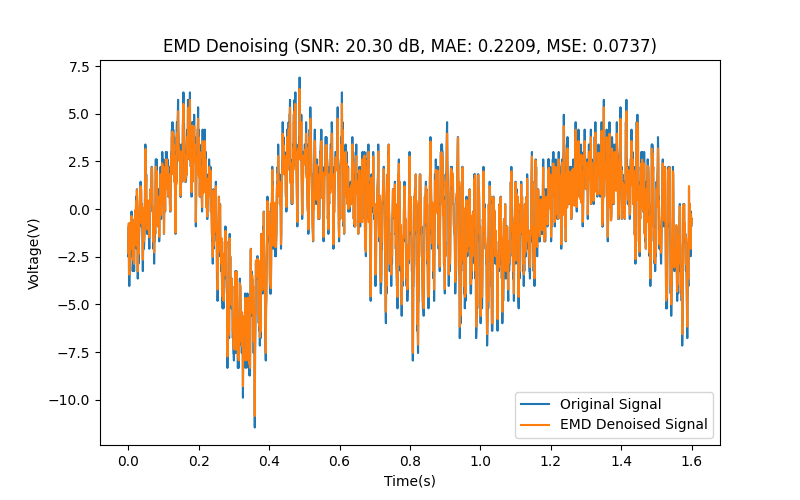 EMD Denoising (SNR: 20.30 dB, MAE: 0.2209, MSE: 0.0737)
7.5
5.0
2.5
0.0
−2.5
−5.0
−7.5
−10.0
Voltage(V)
Original Signal
EMD Denoised Signal
0.0 0.2 0.4 0.6 0.8 1.0 1.2 1.4 1.6
Time(s)